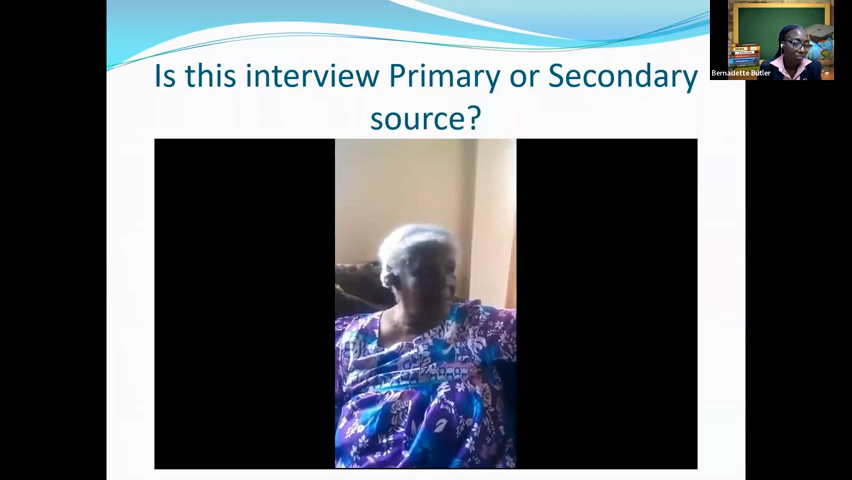 Is this interview Primary or Secondary
source?
Bernadette Butler